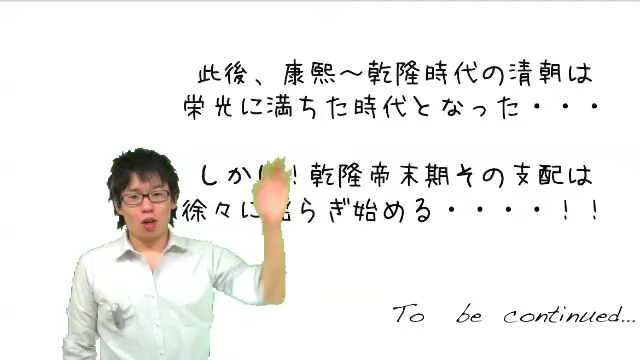 此後、康熙~乾隆時代の清朝は
栄光に満ちた時代となった・・・
しかし!乾隆帝末期その支配は
徐々に揺らぎ始める・・・・!!
To be continued...